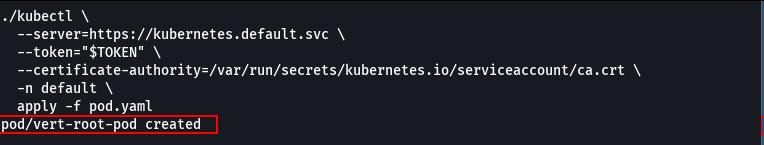 ./kubectl \
--server=https://kubernetes.default.svc \
--token="$TOKEN" \
--certificate-authority=/var/run/secrets/kubernetes.io/serviceaccount/ca.crt \
-n default \
apply -f pod.yaml
pod/vert-root-pod created